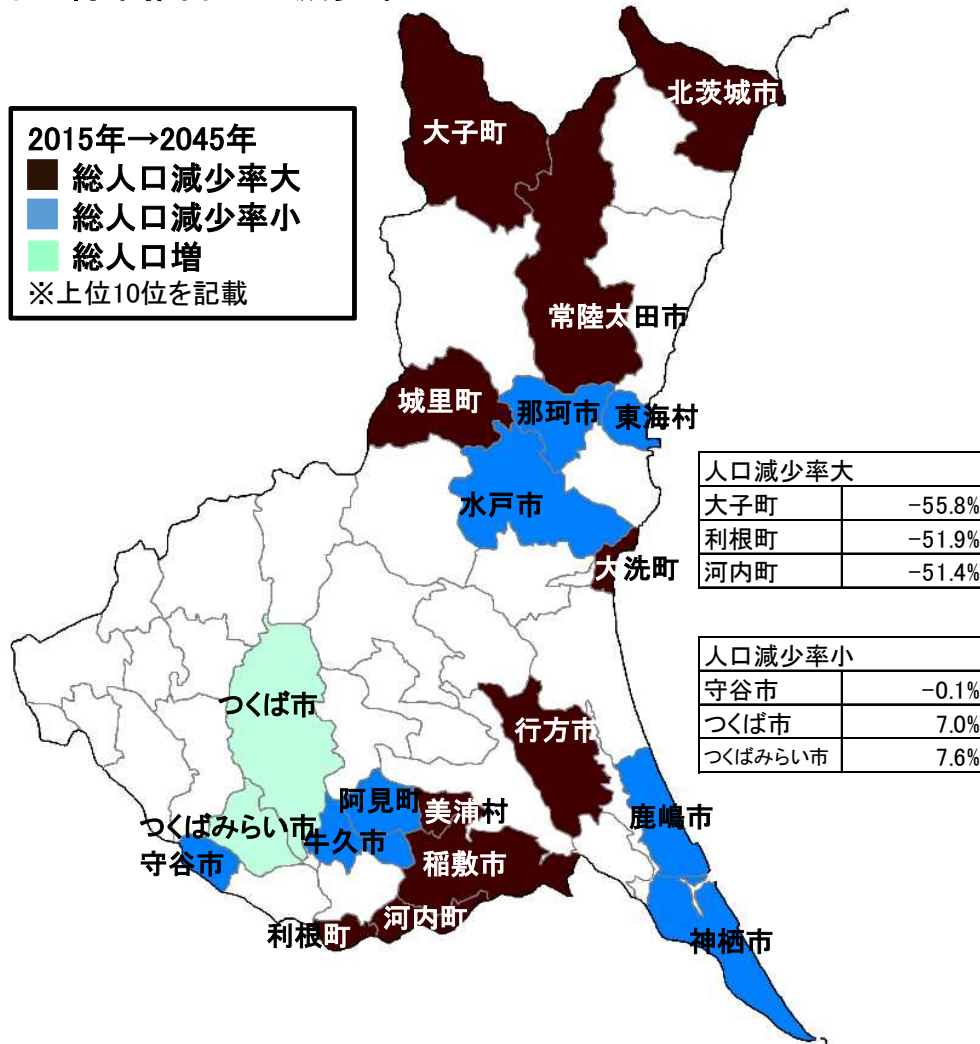 2015年→2045年
総人口減少率大
総人口減少率小
総人口増
※上位10位を記載
北茨城市
大子町
常陸太田市
城里町
那珂市
東海村
水戸市
大洗町
人口減少率大
大子町 -55.8%
利根町 -51.9%
河内町 -51.4%
人口減少率小
守谷市 -0.1%
つくば市 7.0%
つくばみらい市 7.6%
つくば市
行方市
阿見町
美浦村
鹿嶋市
つくばみらい市
牛久市
守谷市
稲敷市
河内町
利根町
神栖市